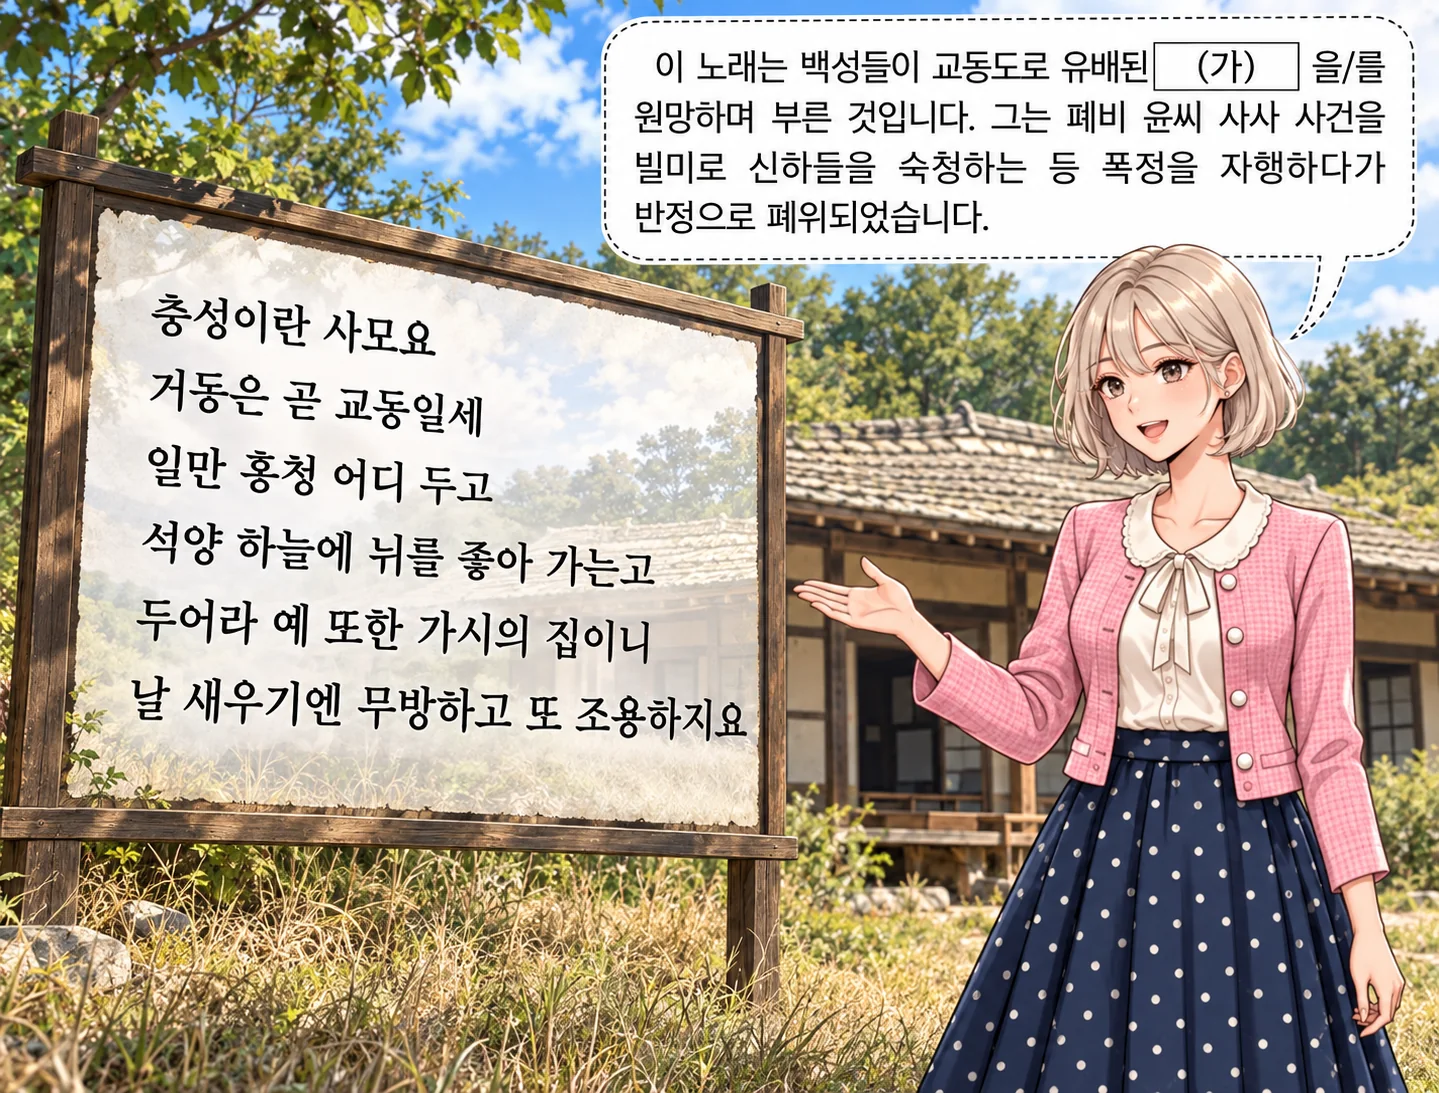 이 노래는 백성들이 교동도로 유배된 (가) 을/를
원망하며 부른 것입니다. 그는 폐비 윤씨 사사 사건을
빌미로 신하들을 숙청하는 등 폭정을 자행하다가
반정으로 폐위되었습니다.
충성이란 사모요
거동은 곧 교동일세
일만 흥청 어디 두고
석양 하늘에 뉘를 좋아 가는고
두어라 예 또한 가시의 집이니
날 새우기엔 무방하고 또 조용하지요